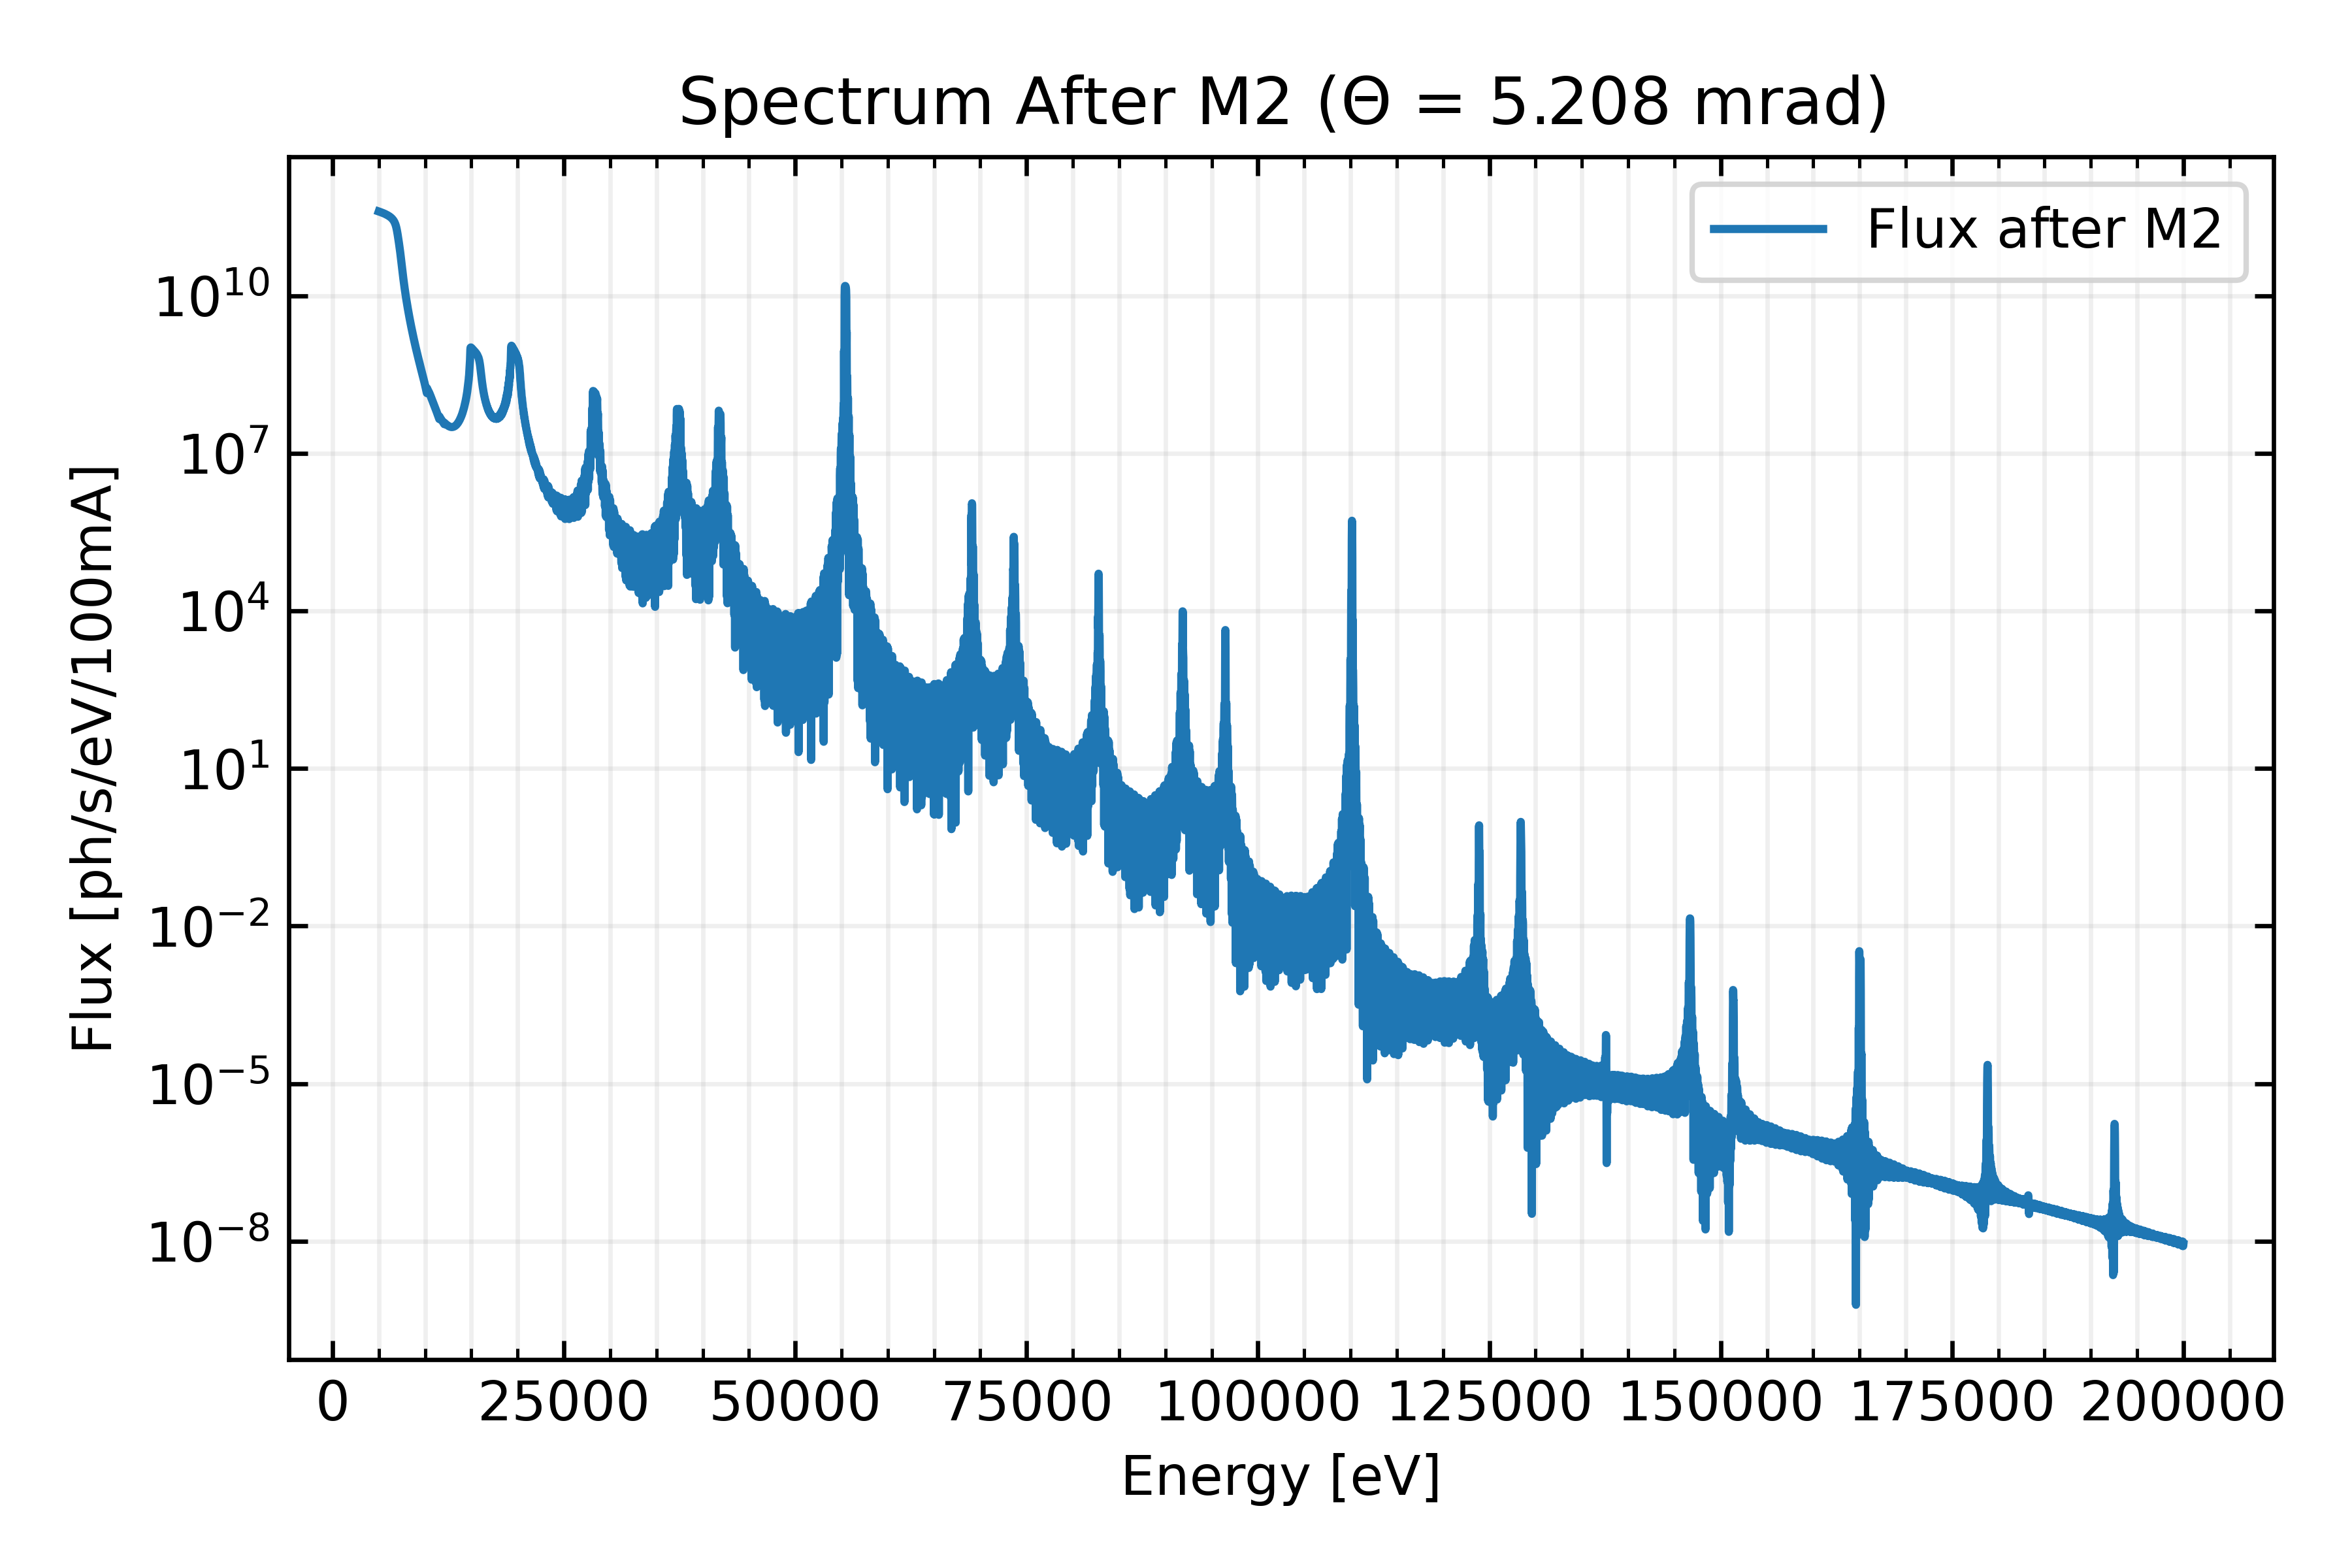 Spectrum After M2 (Θ = 5.208 mrad)
Flux after M2
Flux [ph/s/eV/100mA]
10¹⁰
10⁷
10⁴
10¹
10⁻²
10⁻⁵
10⁻⁸
0 25000 50000 75000 100000 125000 150000 175000 200000
Energy [eV]